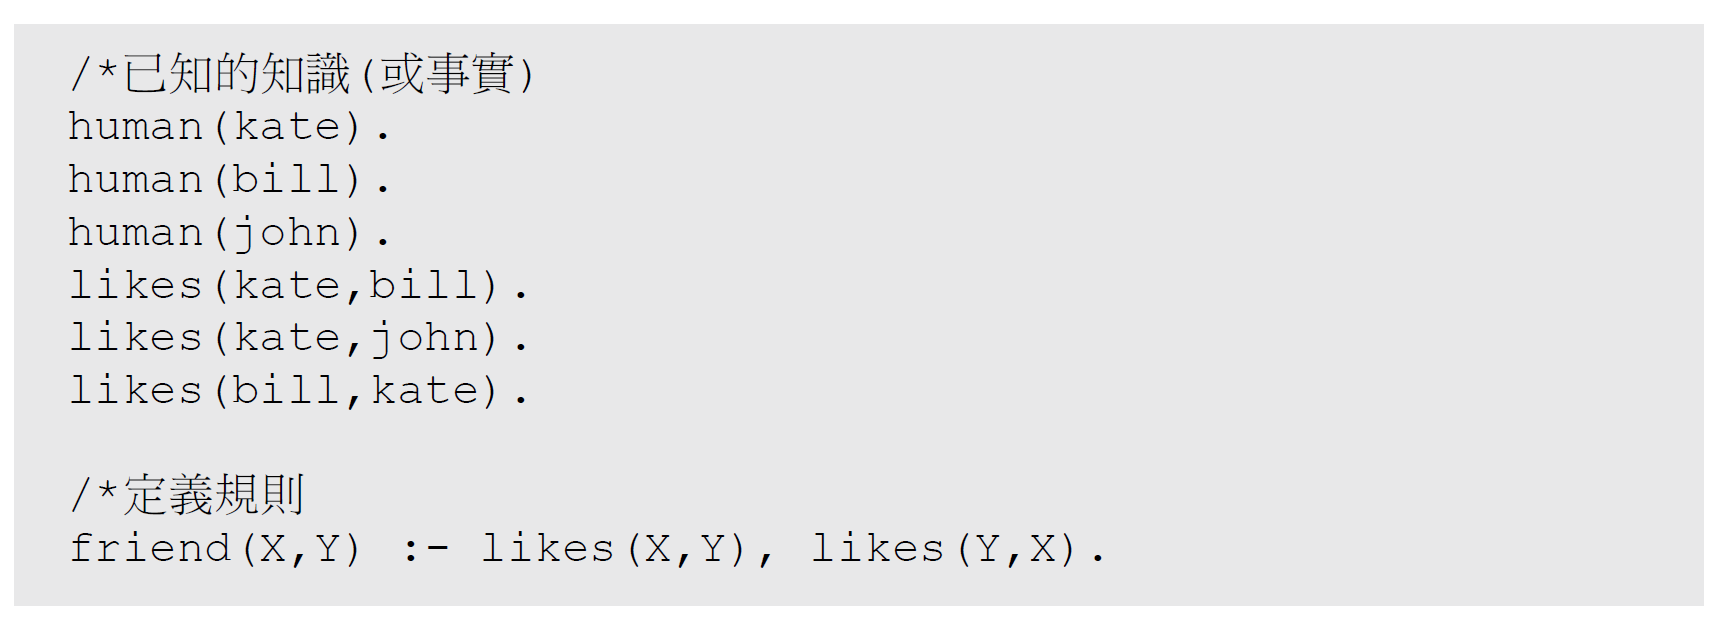 /*已知的知識(或事實)
human(kate).
human(bill).
human(john).
likes(kate,bill).
likes(kate,john).
likes(bill,kate).
/*定義規則
friend(X,Y) :- likes(X,Y), likes(Y,X).